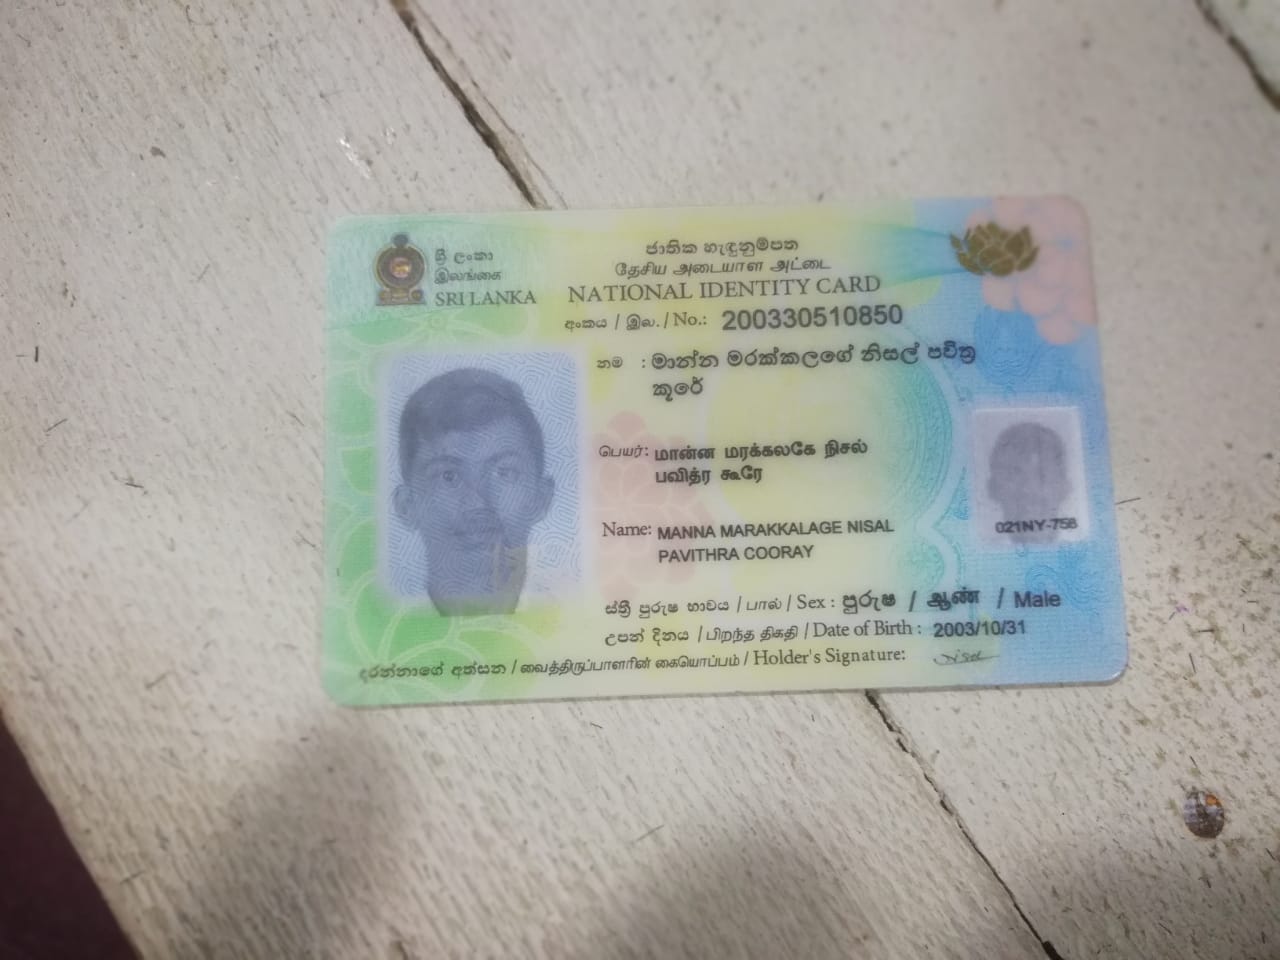 ශ්‍රී ලංකා
இலங்கை
SRI LANKA
ජාතික හැඳුනුම්පත
தேசிய அடையாள அட்டை
NATIONAL IDENTITY CARD
අංකය / இல. / No.: 200330510850
නම : මාන්න මරක්කලගේ නිසල් පවිත්‍ර
කූරේ
பெயர்: மான்ன மரக்கலகே நிசல்
பவித்ர கூரே
Name: MANNA MARAKKALAGE NISAL
PAVITHRA COORAY
021NY-758
ස්ත්‍රී පුරුෂ භාවය / பால் / Sex : පුරුෂ / ஆண் / Male
උපන් දිනය / பிறந்த திகதி / Date of Birth : 2003/10/31
දරන්නාගේ අත්සන / வைத்திருப்பாளரின் கையொப்பம் / Holder's Signature: Nisal